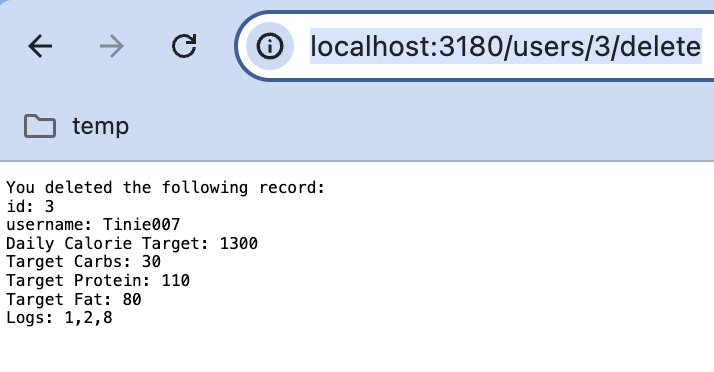 localhost:3180/users/3/delete
temp
You deleted the following record:
id: 3
username: Tinie007
Daily Calorie Target: 1300
Target Carbs: 30
Target Protein: 110
Target Fat: 80
Logs: 1,2,8